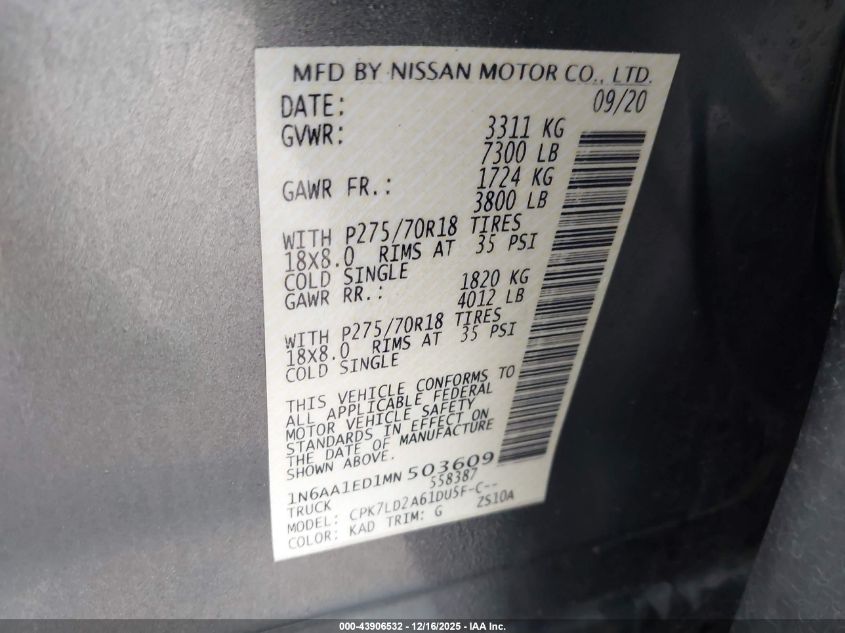 MFD BY NISSAN MOTOR CO., LTD.
DATE: 09/20
GVWR: 3311 KG
7300 LB
GAWR FR.: 1724 KG
3800 LB
WITH P275/70R18 TIRES
18X8.0 RIMS AT 35 PSI
COLD SINGLE
GAWR RR.: 1820 KG
4012 LB
WITH P275/70R18 TIRES
18X8.0 RIMS AT 35 PSI
COLD SINGLE
THIS VEHICLE CONFORMS TO
ALL APPLICABLE FEDERAL
MOTOR VEHICLE SAFETY
STANDARDS IN EFFECT ON
THE DATE OF MANUFACTURE
SHOWN ABOVE.
1N6AA1ED1MN 503609
TRUCK 558387
MODEL: CPK7LD2A61DU5F-C--
COLOR: KAD TRIM: G ZS10A
000-43906532 - 12/16/2025 - IAA Inc.